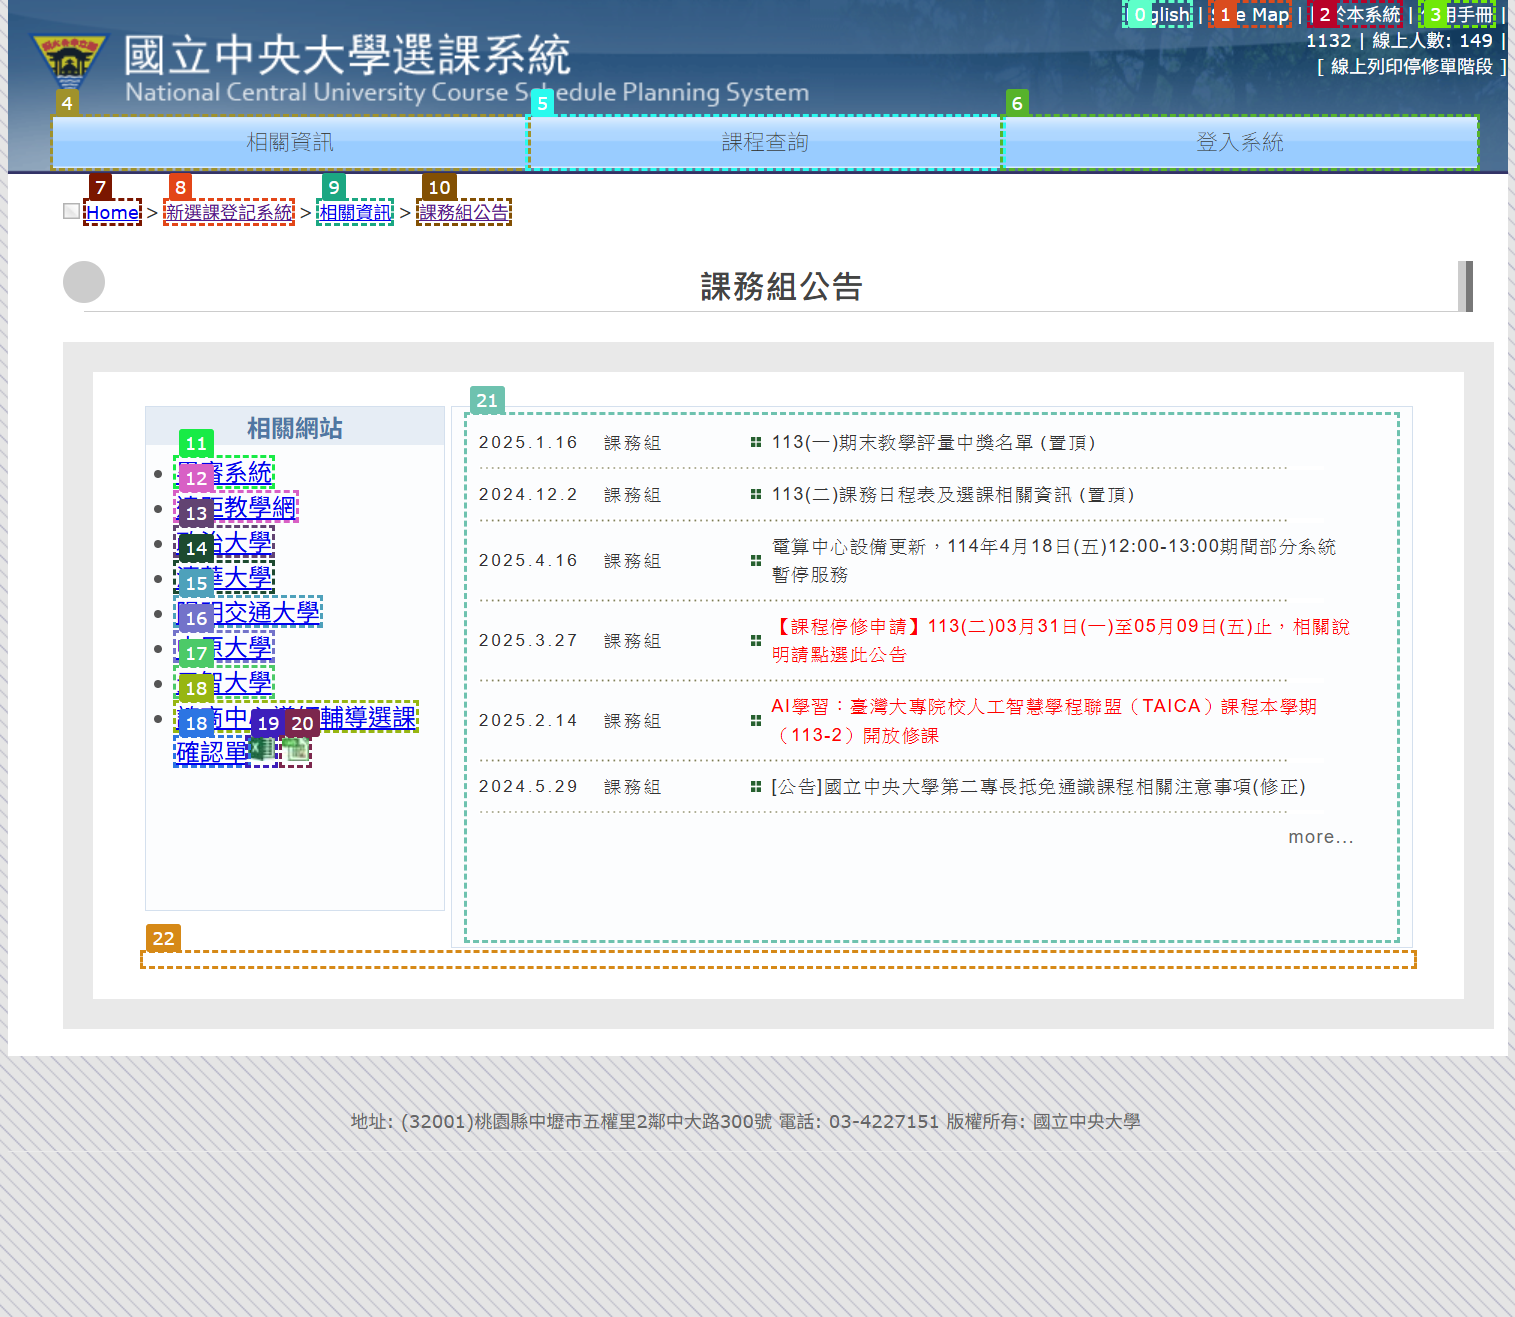 0 glish | 1 e Map | 2 於本系統 | 3 用手冊 |
1132 | 線上人數: 149 |
[ 線上列印停修單階段 ]
國立中央大學選課系統
National Central University Course Schedule Planning System
4 5 6
相關資訊 課程查詢 登入系統
7 8 9 10
Home > 新選課登記系統 > 相關資訊 > 課務組公告
課務組公告
相關網站
11
系統
12
教學網
13
大學
14
大學
15
交通大學
16
原大學
17
智大學
18
輔導選課
18 19 20
確認單
21
2025.1.16 課務組 113(一)期末教學評量中獎名單 (置頂)
2024.12.2 課務組 113(二)課務日程表及選課相關資訊 (置頂)
2025.4.16 課務組 電算中心設備更新，114年4月18日(五)12:00-13:00期間部分系統
暫停服務
2025.3.27 課務組 【課程停修申請】113(二)03月31日(一)至05月09日(五)止，相關說
明請點選此公告
2025.2.14 課務組 AI學習：臺灣大專院校人工智慧學程聯盟（TAICA）課程本學期
（113-2）開放修課
2024.5.29 課務組 [公告]國立中央大學第二專長抵免通識課程相關注意事項(修正)
more...
22
地址: (32001)桃園縣中壢市五權里2鄰中大路300號 電話: 03-4227151 版權所有: 國立中央大學